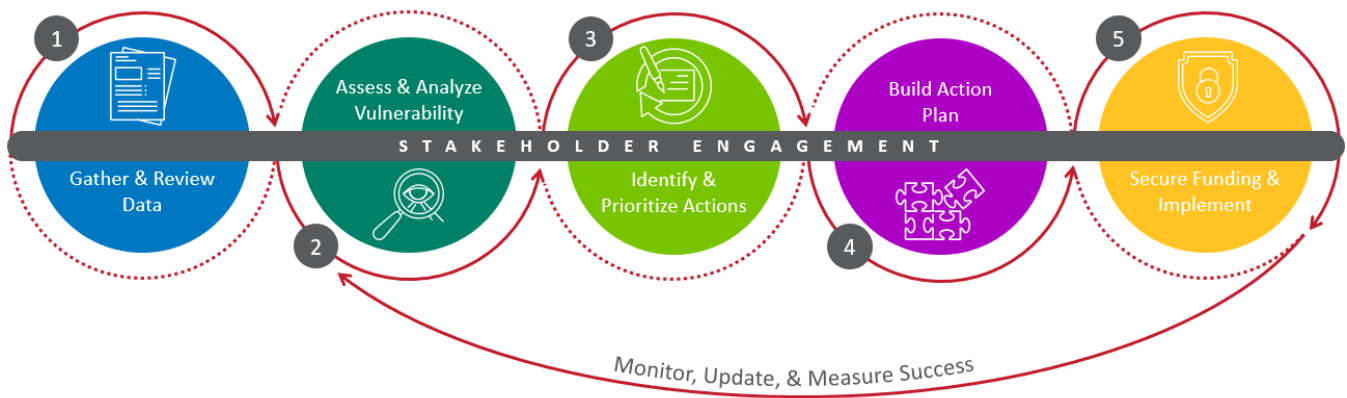 1
Gather & Review
Data
2
Assess & Analyze
Vulnerability
3
Identify &
Prioritize Actions
4
Build Action
Plan
5
Secure Funding &
Implement
STAKEHOLDER ENGAGEMENT
Monitor, Update, & Measure Success